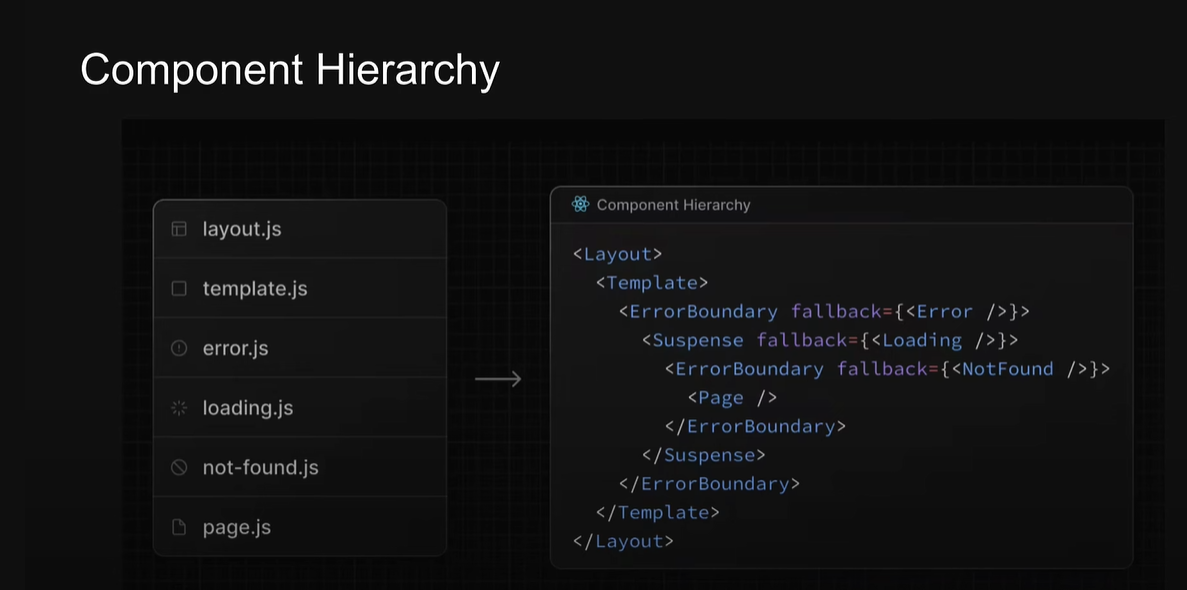 Component Hierarchy
layout.js
template.js
error.js
loading.js
not-found.js
page.js
Component Hierarchy
<Layout>
<Template>
<ErrorBoundary fallback={<Error />}>
<Suspense fallback={<Loading />}>
<ErrorBoundary fallback={<NotFound />}>
<Page />
</ErrorBoundary>
</Suspense>
</ErrorBoundary>
</Template>
</Layout>